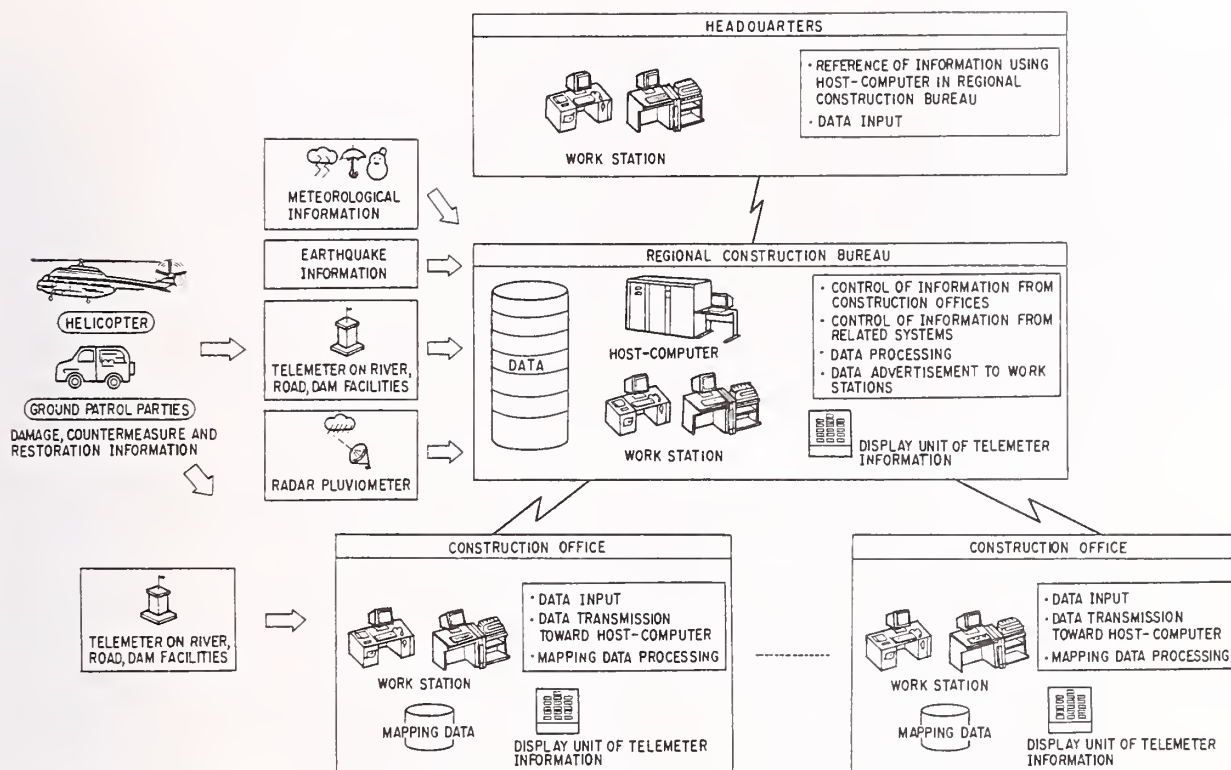 HEADOUARTERS
· REFERENCE OF INFORMATION USING
HOST-COMPUTER IN REGIONAL
CONSTRUCTION BUREAU
· DATA INPUT
WORK STATION
METEOROLOGICAL
INFORMATION
EARTHQUAKE
INFORMATION
HELICOPTER
GROUND PATROL PARTIES
DAMAGE, COUNTERMEASURE AND
RESTORATION INFORMATION
TELEMETER ON RIVER,
ROAD, DAM FACILITIES
RADAR PLUVIOMETER
REGIONAL CONSTRUCTION BUREAU
DATA
HOST-COMPUTER
WORK STATION
· CONTROL OF INFORMATION FROM
CONSTRUCTION OFFICES
· CONTROL OF INFORMATION FROM
RELATED SYSTEMS
· DATA PROCESSING
· DATA ADVERTISEMENT TO WORK
STATIONS
DISPLAY UNIT OF TELEMETER
INFORMATION
TELEMETER ON RIVER,
ROAD, DAM FACILITIES
CONSTRUCTION OFFICE
WORK STATION
MAPPING DATA
· DATA INPUT
· DATA TRANSMISSION
TOWARD HOST-COMPUTER
· MAPPING DATA PROCESSING
DISPLAY UNIT OF TELEMETER
INFORMATION
CONSTRUCTION OFFICE
WORK STATION
MAPPING DATA
· DATA INPUT
· DATA TRANSMISSION
TOWARD HOST-COMPUTER
· MAPPING DATA PROCESSING
DISPLAY UNIT OF TELEMETER
INFORMATION